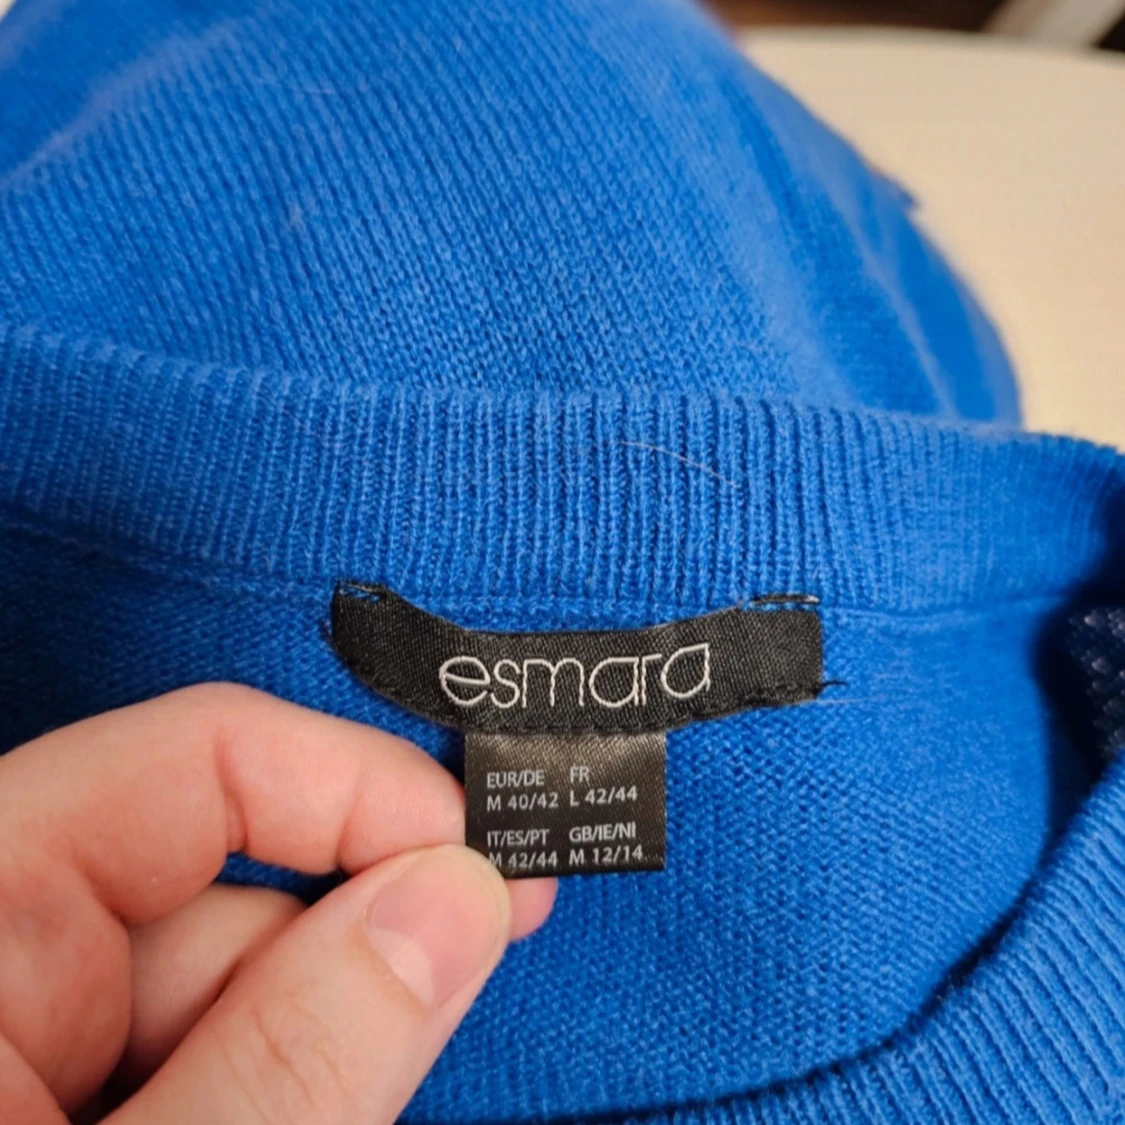 esmara
EUR/DE FR
M 40/42 L 42/44
IT/ES/PT GB/IE/NI
M 42/44 M 12/14